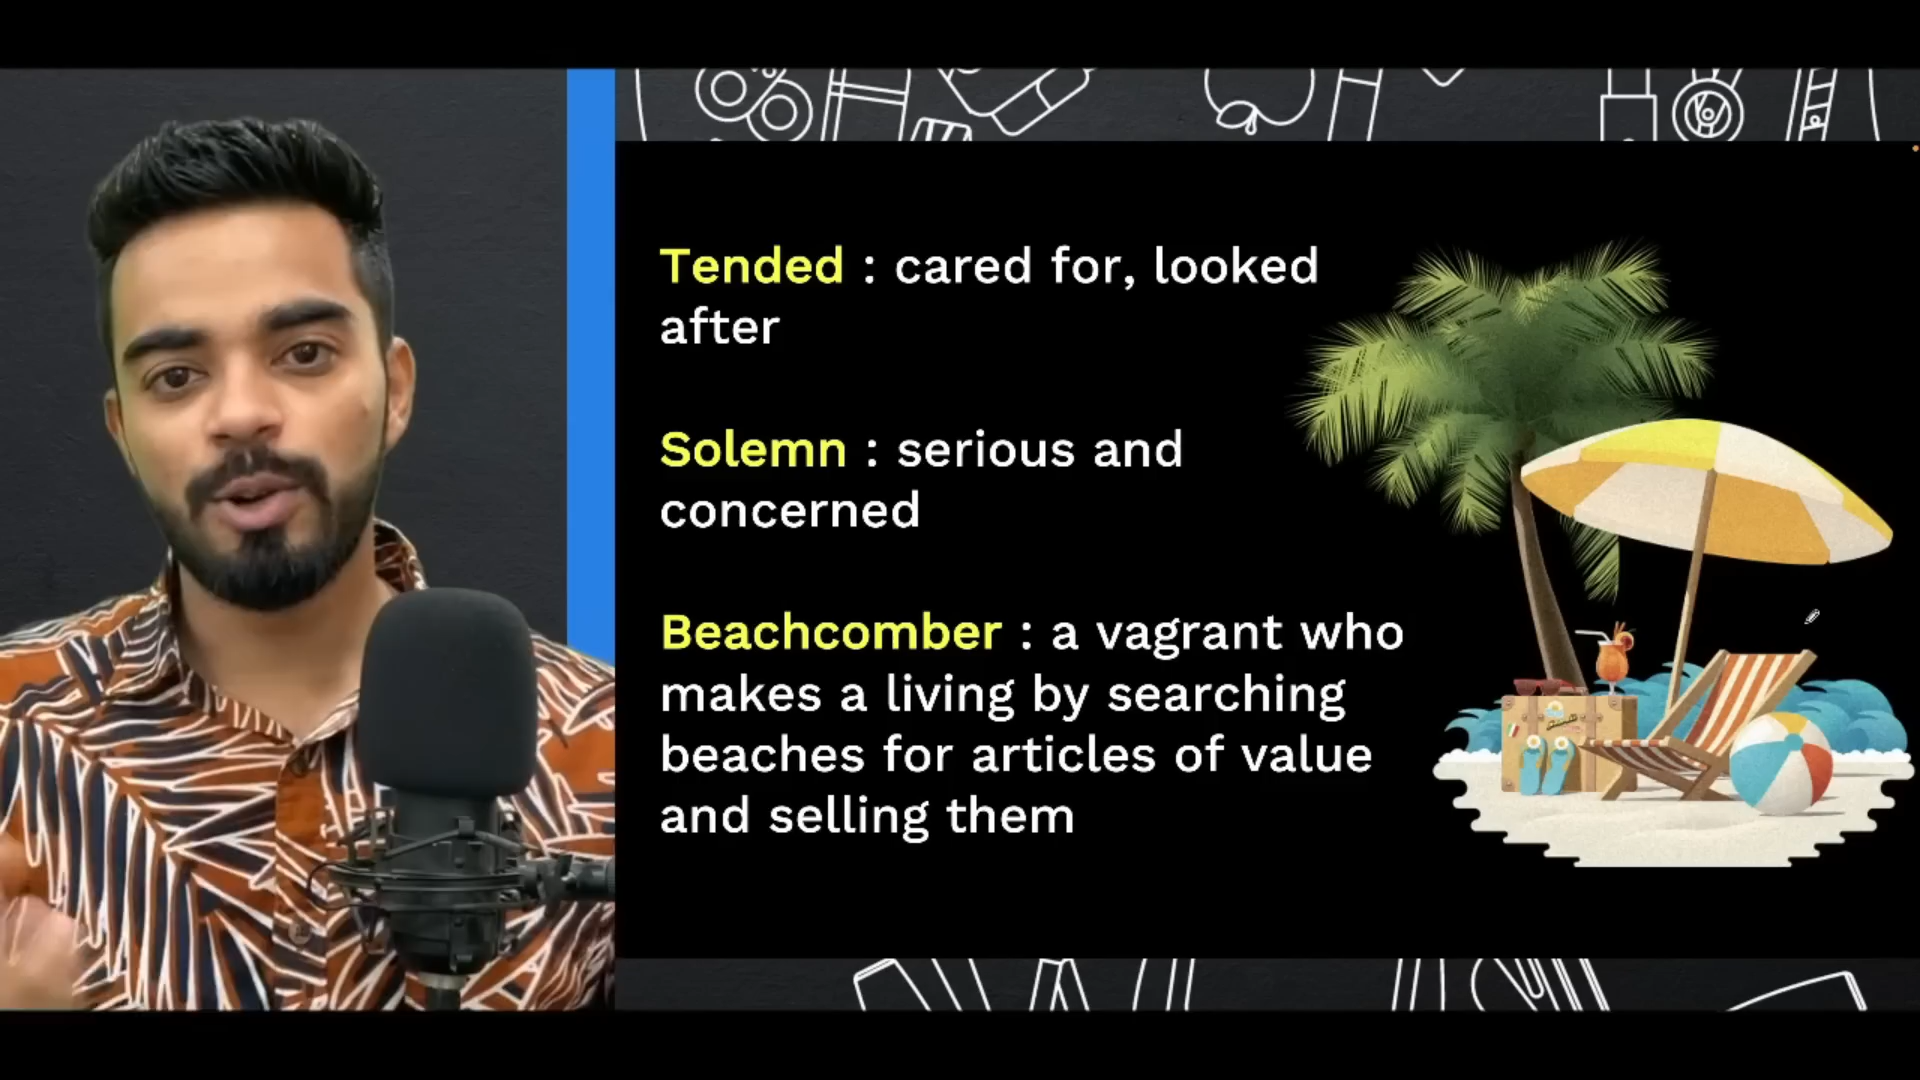 Tended : cared for, looked
after
Solemn : serious and
concerned
Beachcomber : a vagrant who
makes a living by searching
beaches for articles of value
and selling them